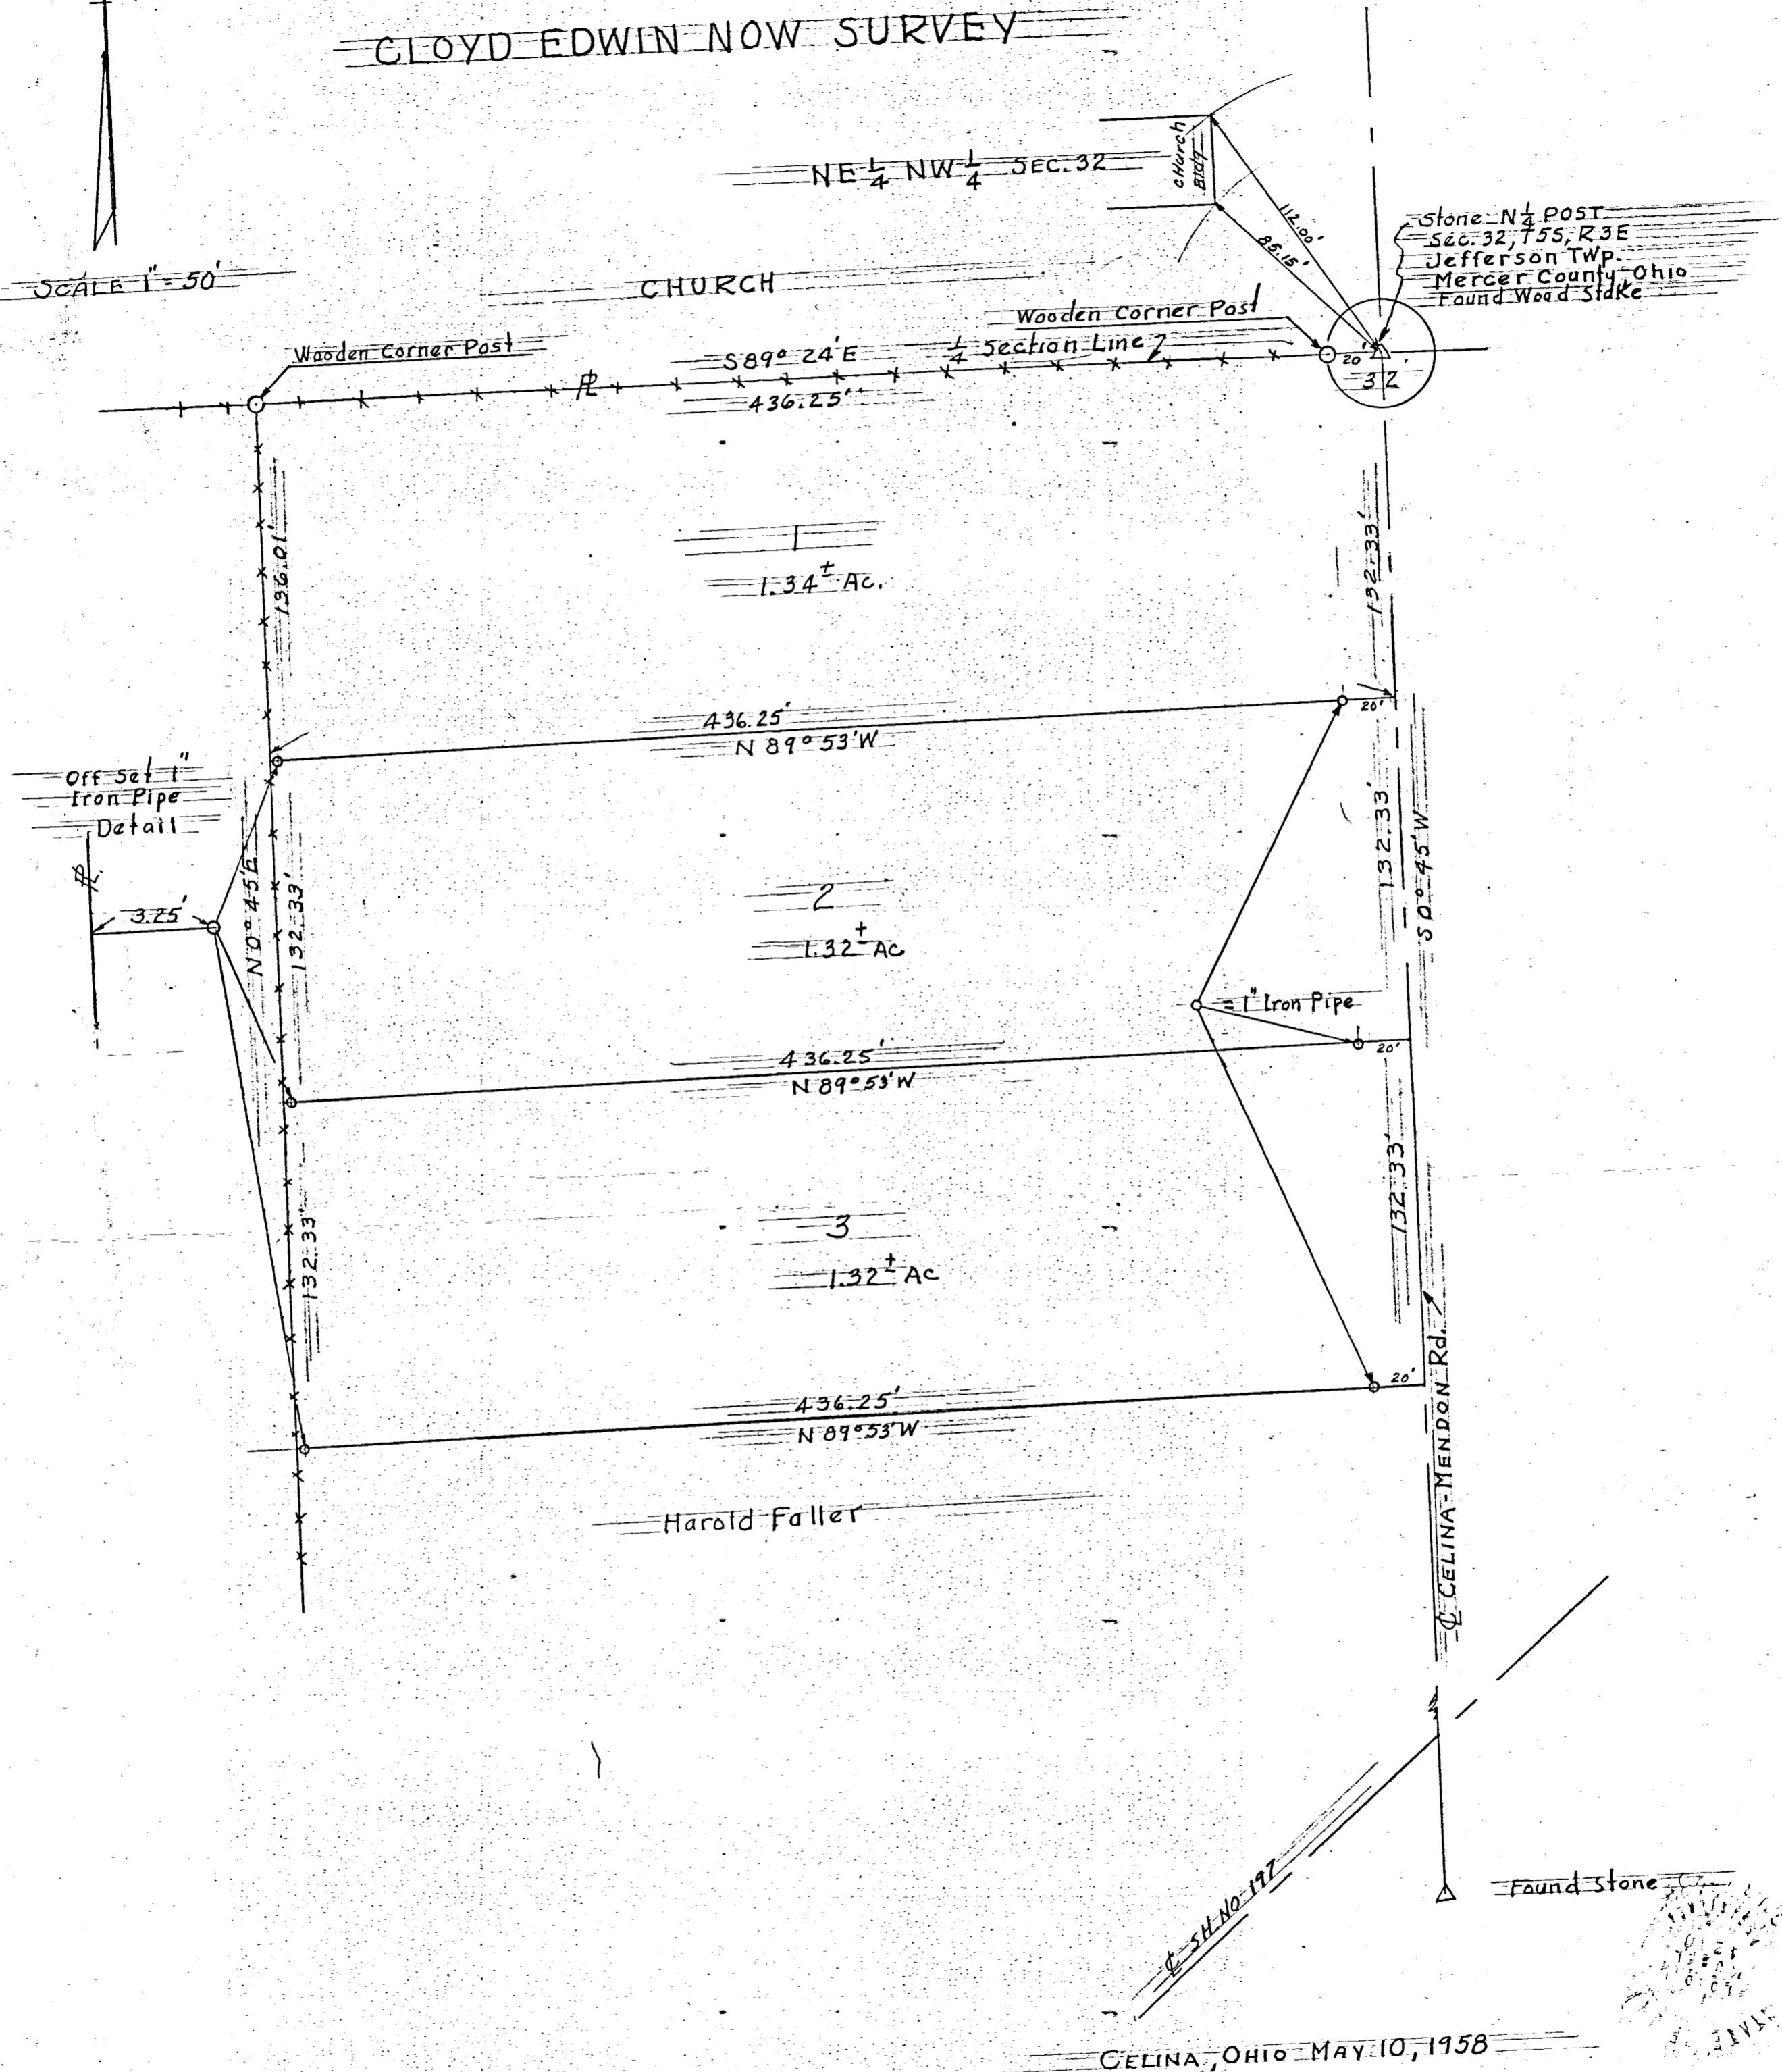 CLOYD EDWIN NOW SURVEY
NE 1/4 NW 1/4 SEC. 32
CHurch
Bldg
112.00'
85.15'
Stone N 1/4 POST
Sec. 32, T5S, R3E
Jefferson TWp.
Mercer County, Ohio
Found Wood Stake
SCALE 1" = 50'
CHURCH
Wooden Corner Post
Wooden Corner Post
S 89° 24' E
1/4 Section Line
436.25'
20'
32
136.01'
132.33'
1
1.34 ± Ac.
436.25'
N 89° 53' W
20'
Off Set 1"
Iron Pipe
Detail
3.25'
N 0° 45' E
132.33'
132.33'
S 0° 45' W
2
1.32 ± AC
= 1" Iron Pipe
436.25'
N 89° 53' W
20'
132.33'
132.33'
3
1.32 ± AC
436.25'
N 89° 53' W
20'
℄ CELINA-MENDON Rd.
Harold Faller
℄ SH. NO. 197
Found Stone
CELINA, OHIO MAY 10, 1958